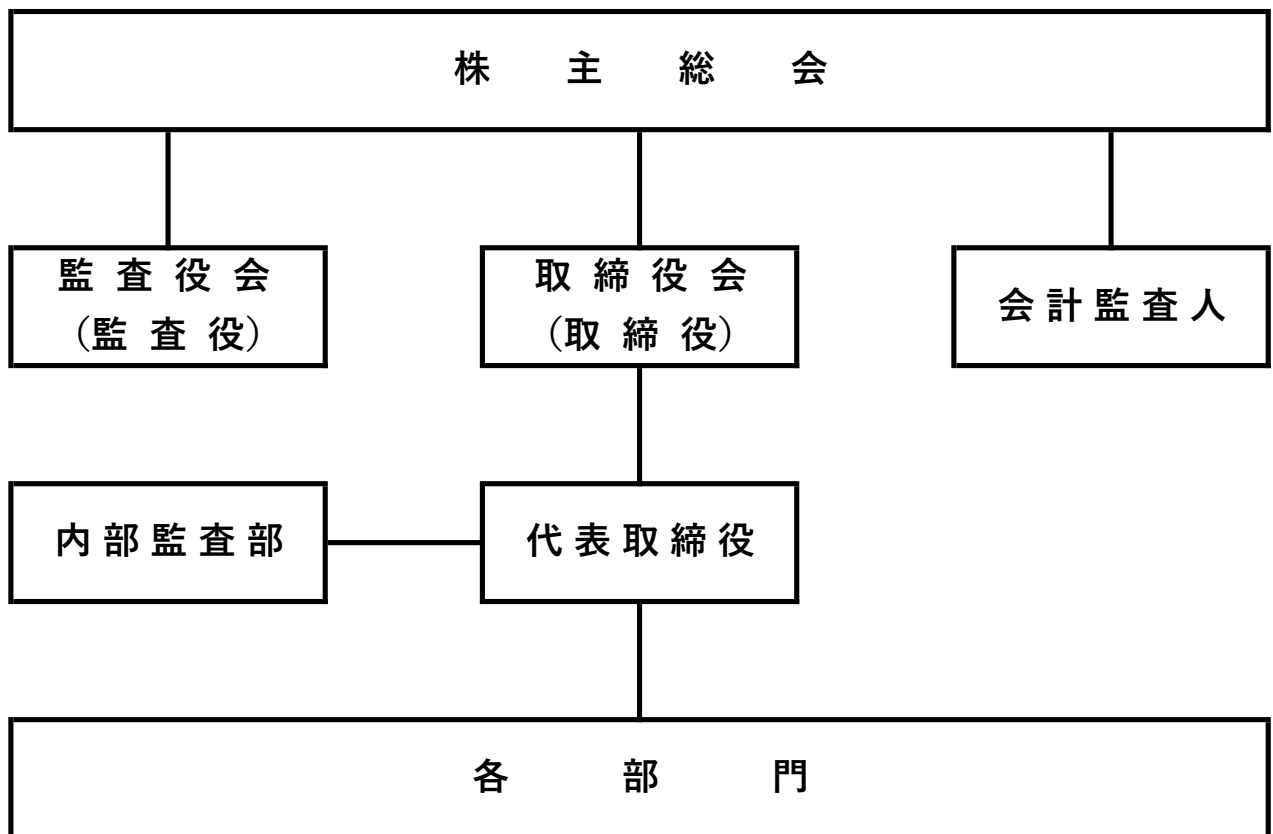 株主総会
監査役会
（監査役）
取締役会
（取締役）
会計監査人
内部監査部
代表取締役
各部門